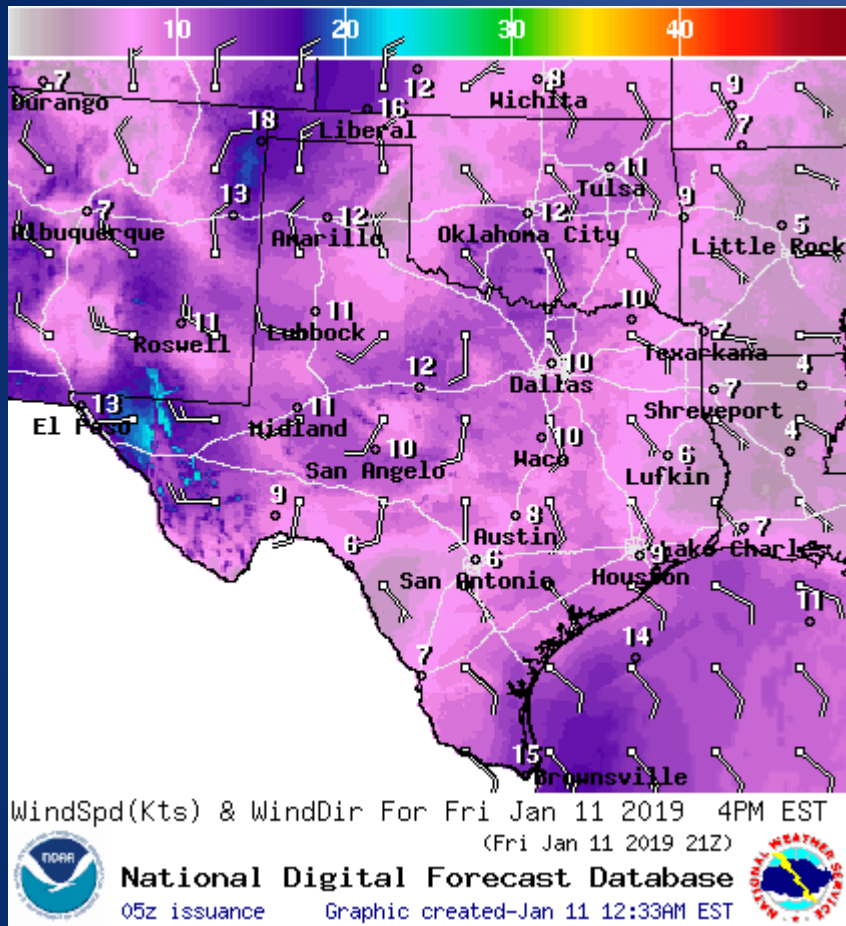 10 20 30 40
7 12 8 9
Durango Wichita
16
Liberal
18 7
11
Tulsa
7 13 12 12 9 5
Albuquerque Amarillo Oklahoma City Little Rock
11 11 10 7
Roswell Lubbock Texarkana
12 10 4
Dallas
13 11 7
El Paso Midland Shreveport
10 10 6 4
San Angelo Waco Lufkin
9 8 7
Austin Lake Charles
6 6 9
San Antonio Houston
11
14
7
15
Brownsville
WindSpd(Kts) & WindDir For Fri Jan 11 2019 4PM EST
(Fri Jan 11 2019 21Z)
NOAA
National Digital Forecast Database
05z issuance Graphic created-Jan 11 12:33AM EST
NATIONAL WEATHER SERVICE